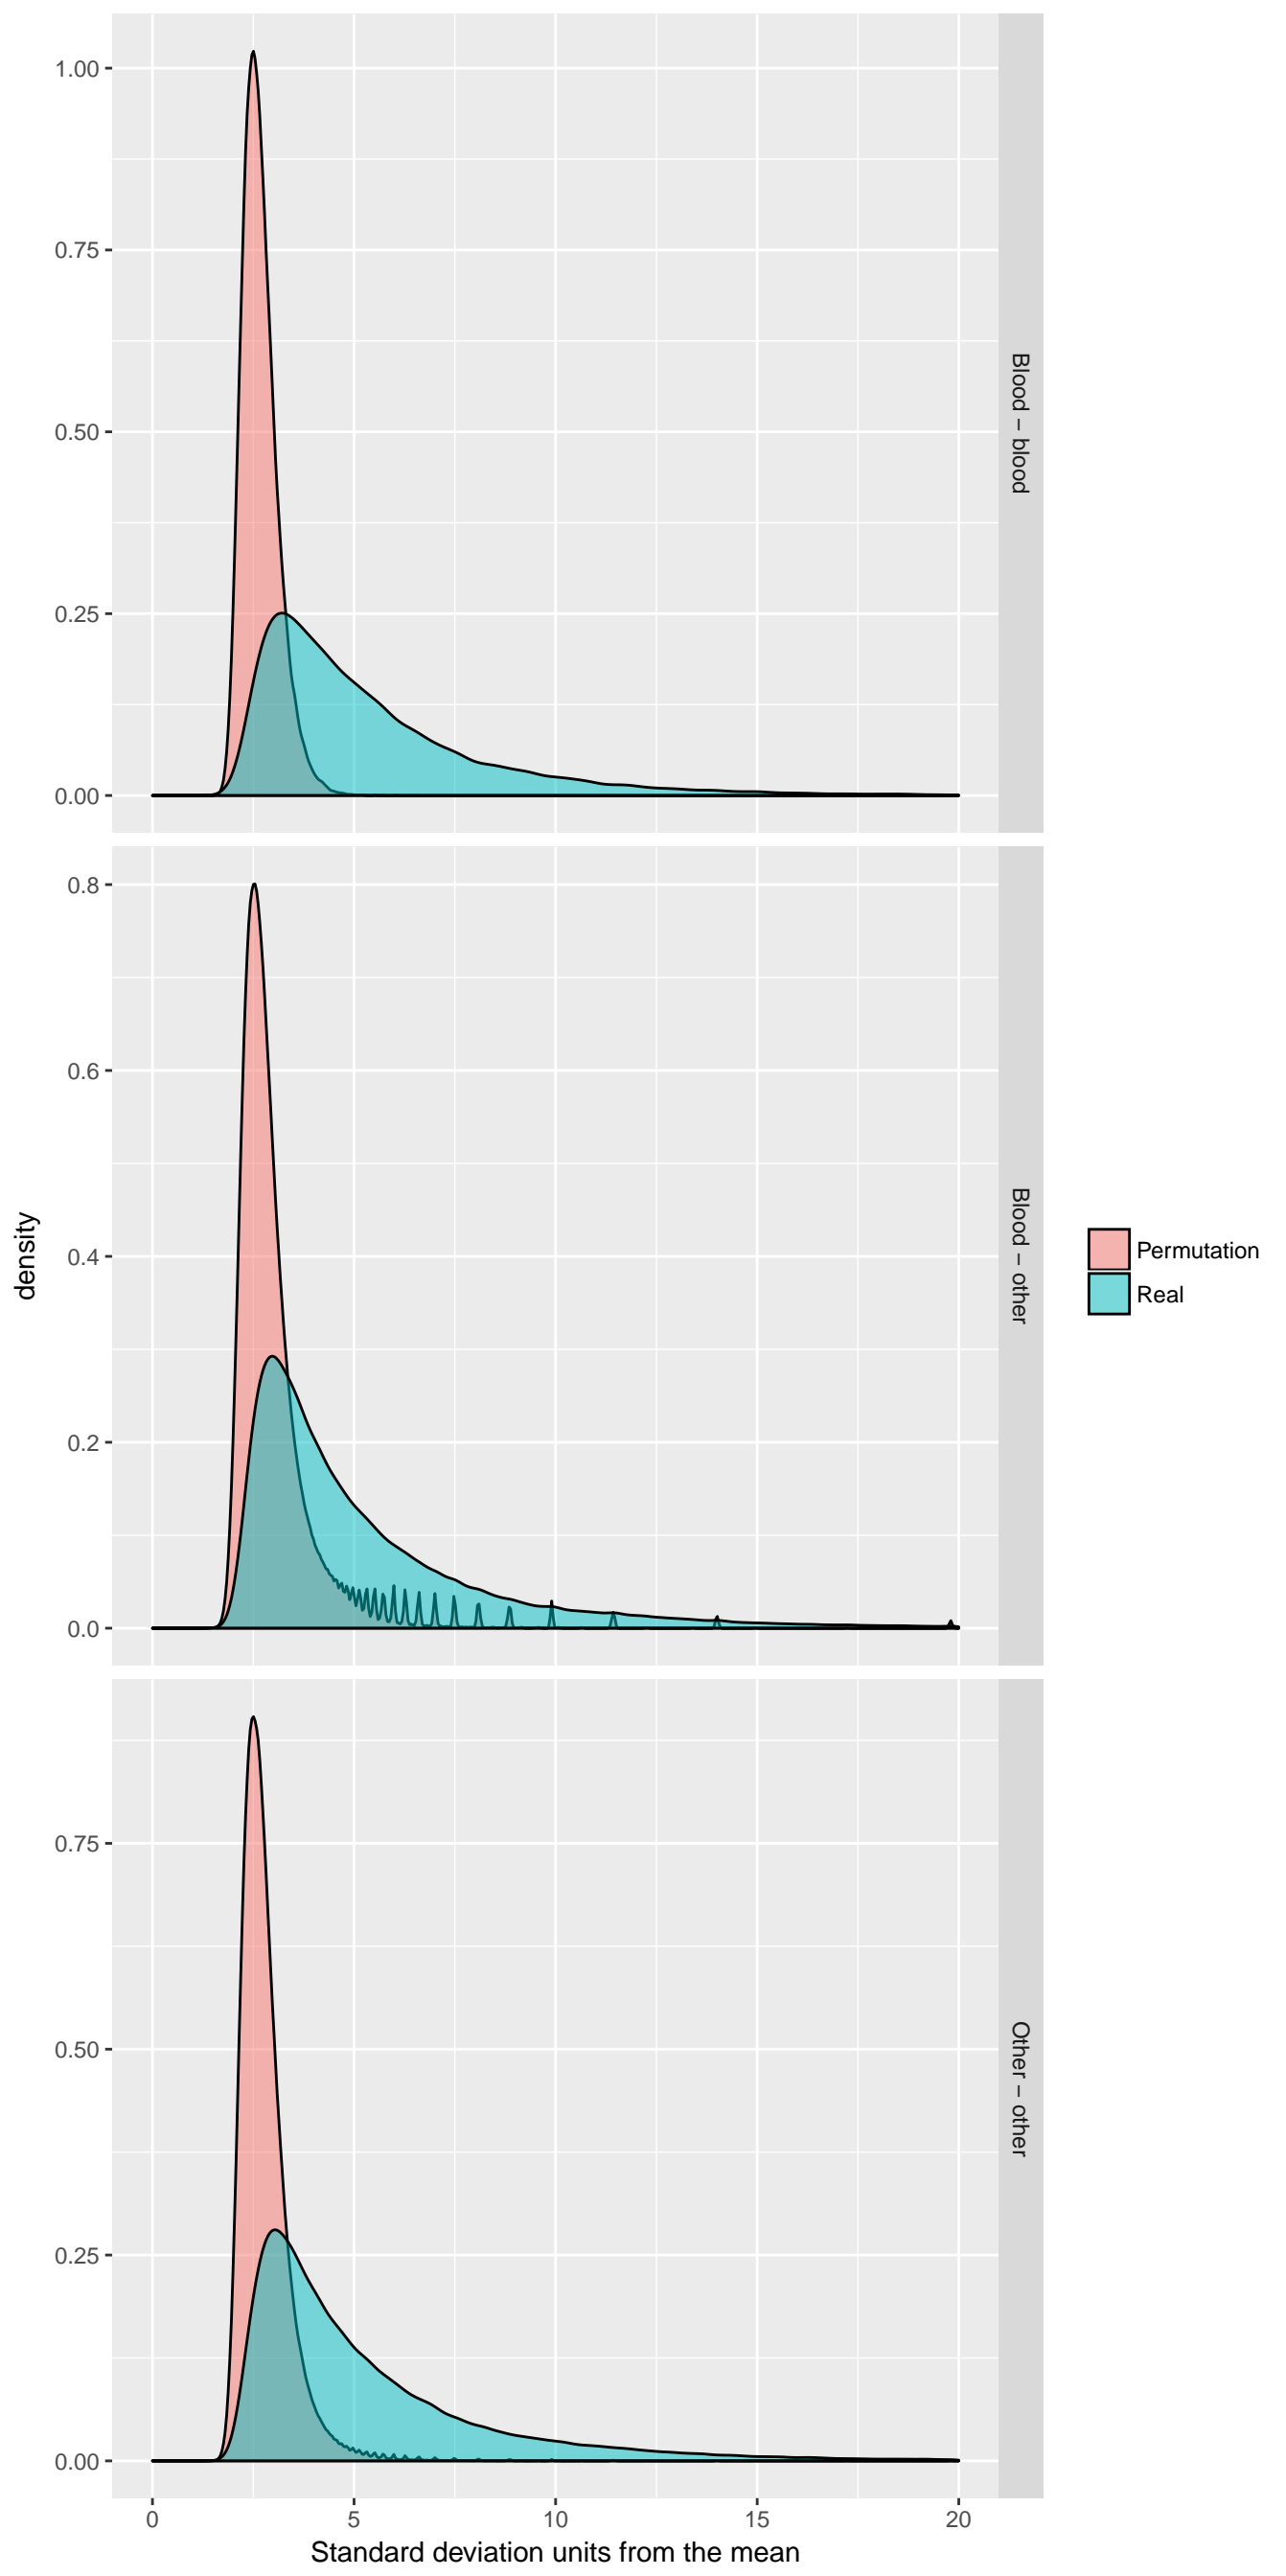 1.00
0.75
0.50
0.25
0.00
Blood – blood
0.8
0.6
0.4
0.2
0.0
Blood – other
density
Permutation
Real
0.75
0.50
0.25
0.00
Other – other
0 5 10 15 20
Standard deviation units from the mean